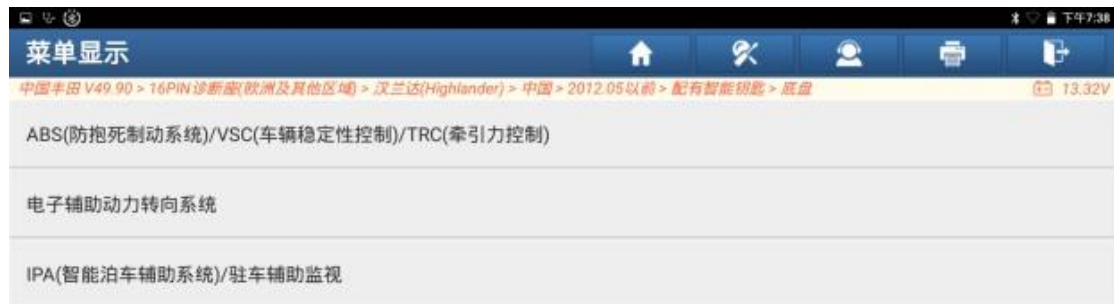 下午7:38
菜单显示
中国丰田 V49.90 > 16PIN诊断座(欧洲及其他区域) > 汉兰达(Highlander) > 中国 > 2012.05以前 > 配有智能钥匙 > 底盘
13.32V
ABS(防抱死制动系统)/VSC(车辆稳定性控制)/TRC(牵引力控制)
电子辅助动力转向系统
IPA(智能泊车辅助系统)/驻车辅助监视